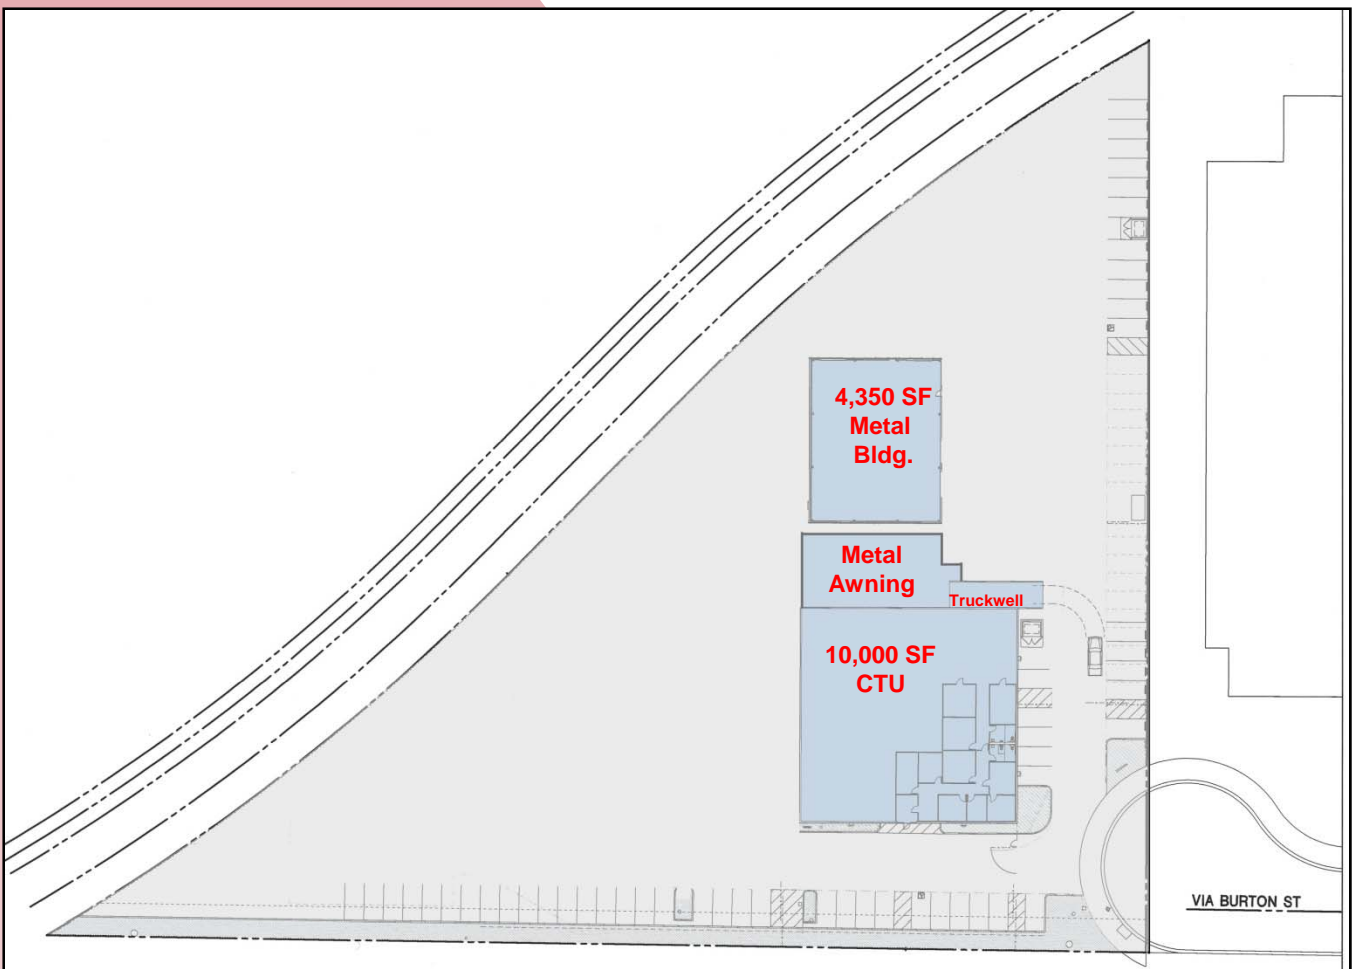 4,350 SF
Metal
Bldg.
Metal
Awning
Truckwell
10,000 SF
CTU
VIA BURTON ST